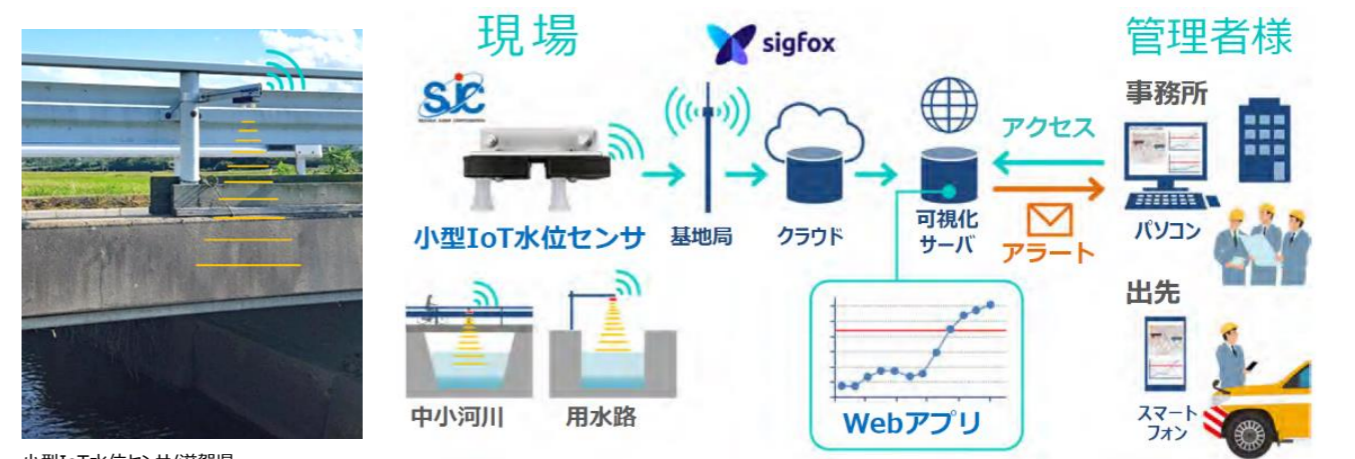 現場
sigfox
管理者様
SJC
事務所
アクセス
小型IoT水位センサ
基地局
クラウド
可視化
サーバ
アラート
パソコン
出先
中小河川
用水路
Webアプリ
スマート
フォン